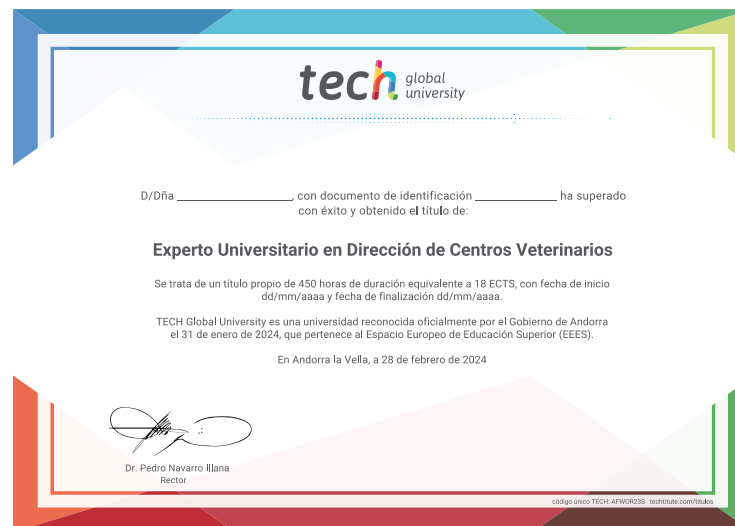 tech global university
D/Dña ____________, con documento de identificación ____________ ha superado
con éxito y obtenido el título de:
Experto Universitario en Dirección de Centros Veterinarios
Se trata de un título propio de 450 horas de duración equivalente a 18 ECTS, con fecha de inicio
dd/mm/aaaa y fecha de finalización dd/mm/aaaa.
TECH Global University es una universidad reconocida oficialmente por el Gobierno de Andorra
el 31 de enero de 2024, que pertenece al Espacio Europeo de Educación Superior (EEES).
En Andorra la Vella, a 28 de febrero de 2024
Dr. Pedro Navarro Illana
Rector
código único TECH: AFWOR23S techtitute.com/titulos